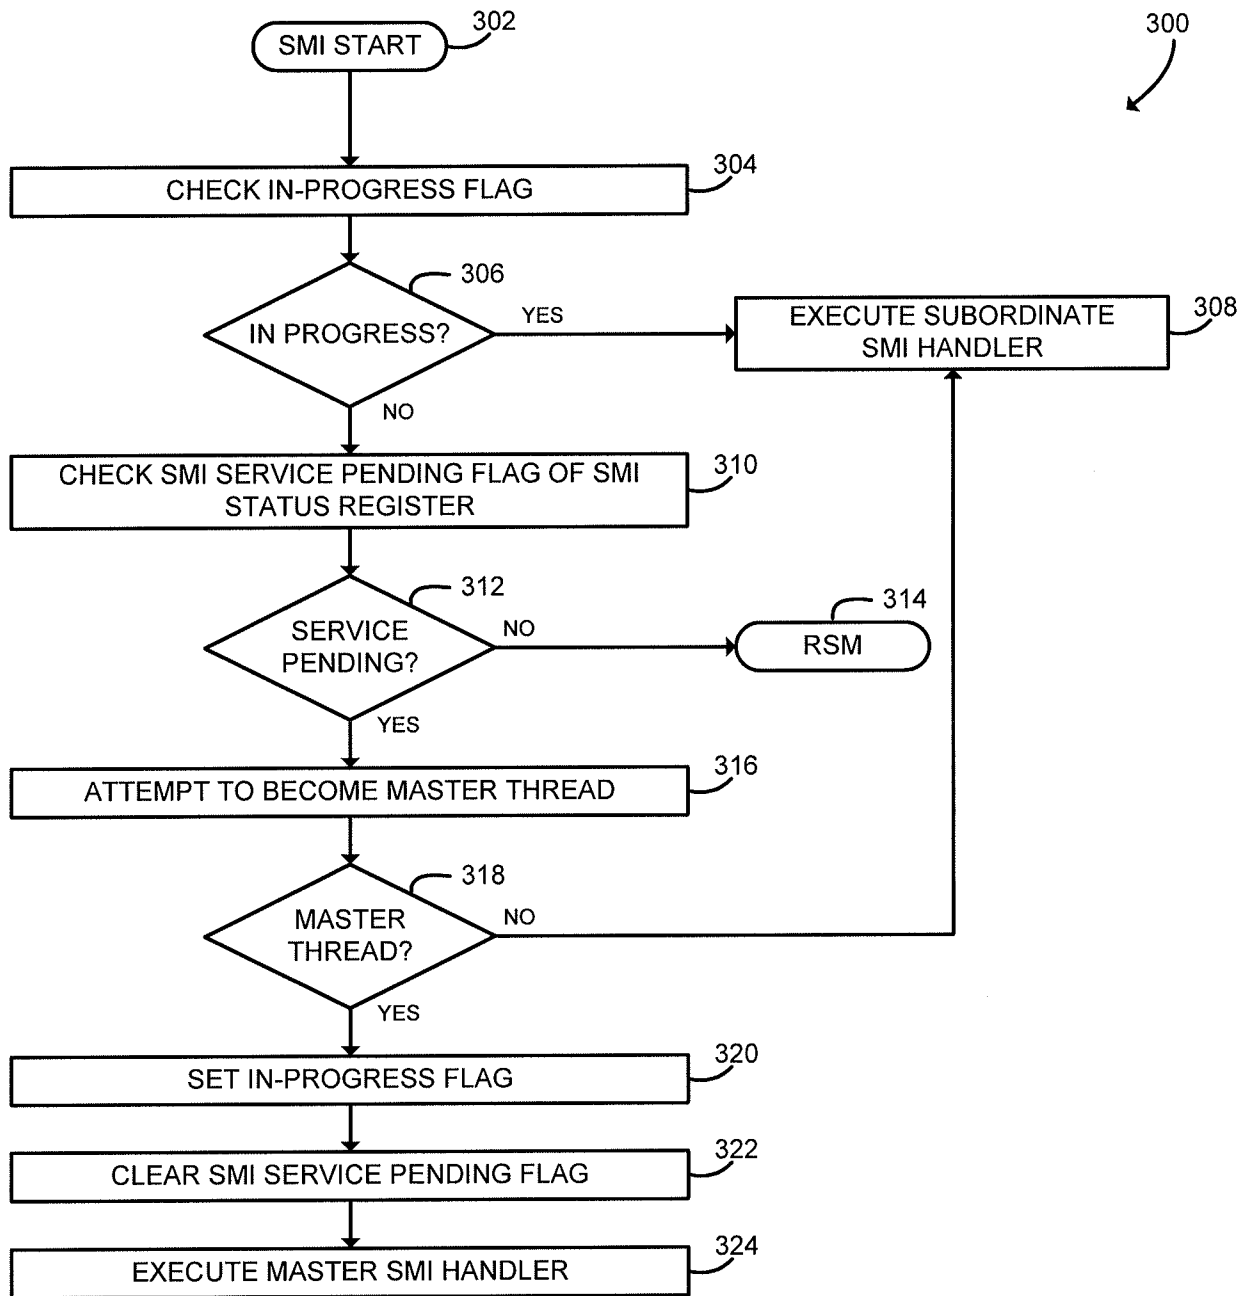 SMI START
302
300
CHECK IN-PROGRESS FLAG
304
306
IN PROGRESS?
YES
EXECUTE SUBORDINATE
SMI HANDLER
308
NO
CHECK SMI SERVICE PENDING FLAG OF SMI
STATUS REGISTER
310
312
SERVICE
PENDING?
NO
314
RSM
YES
ATTEMPT TO BECOME MASTER THREAD
316
318
MASTER
THREAD?
NO
YES
SET IN-PROGRESS FLAG
320
CLEAR SMI SERVICE PENDING FLAG
322
EXECUTE MASTER SMI HANDLER
324